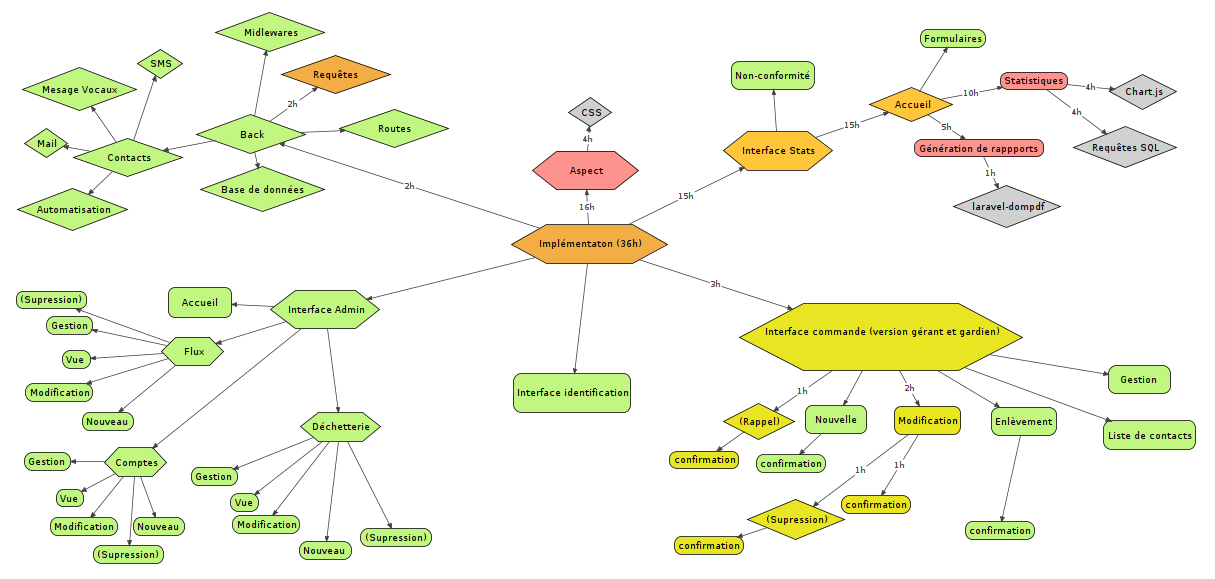 Midlewares
SMS
Requêtes
Mesage Vocaux
2h
Routes
Back
Mail
Contacts
Base de données
Automatisation
2h
Formulaires
Non-conformité
Statistiques
10h
4h
Chart.js
Accueil
CSS
4h
15h
5h
4h
Génération de rappports
Requêtes SQL
Interface Stats
Aspect
1h
15h
16h
laravel-dompdf
Implémentaton (36h)
3h
(Supression)
Accueil
Interface Admin
Gestion
Flux
Vue
Modification
Nouveau
Interface commande (version gérant et gardien)
Interface identification
1h
2h
Gestion
(Rappel)
Nouvelle
Modification
Enlèvement
Liste de contacts
Déchetterie
Gestion
Comptes
Vue
Modification
Nouveau
(Supression)
Gestion
Vue
Modification
Nouveau
(Supression)
confirmation
confirmation
1h
1h
confirmation
(Supression)
confirmation
confirmation